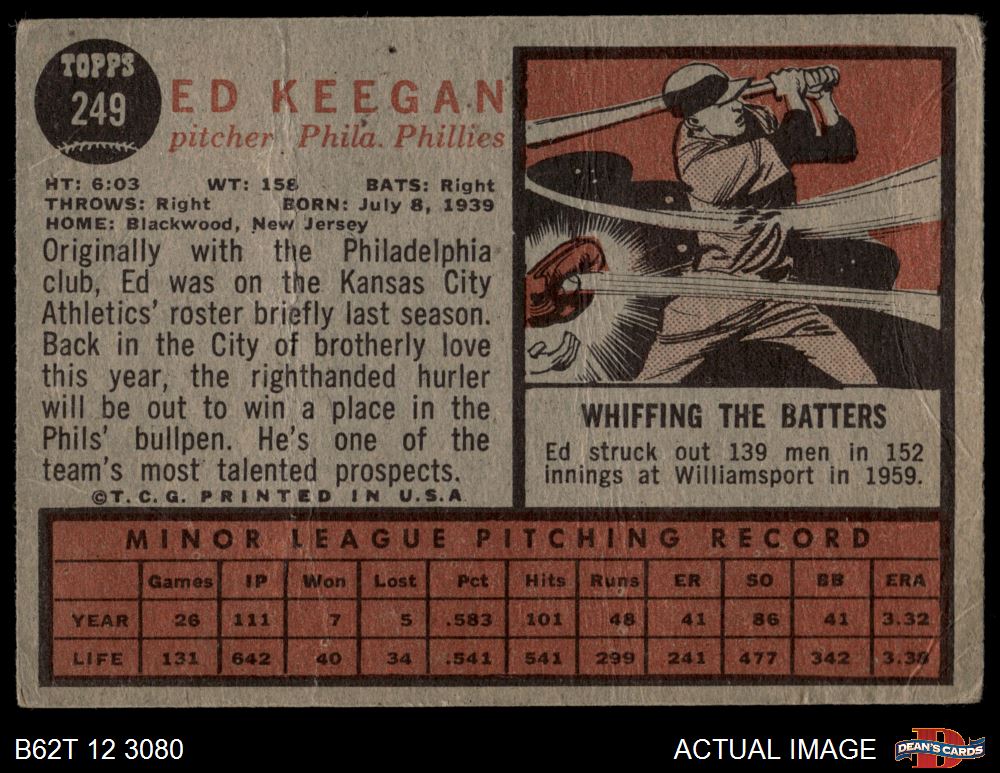 TOPPS
249
ED KEEGAN
pitcher Phila. Phillies
HT: 6:03 WT: 158 BATS: Right
THROWS: Right BORN: July 8, 1939
HOME: Blackwood, New Jersey
Originally with the Philadelphia
club, Ed was on the Kansas City
Athletics' roster briefly last season.
Back in the City of brotherly love
this year, the righthanded hurler
will be out to win a place in the
Phils' bullpen. He's one of the
team's most talented prospects.
©T.C.G. PRINTED IN U.S.A
WHIFFING THE BATTERS
Ed struck out 139 men in 152
innings at Williamsport in 1959.
MINOR LEAGUE PITCHING RECORD
Games IP Won Lost Pct Hits Runs ER SO BB ERA
YEAR 26 111 7 5 .583 101 48 41 86 41 3.32
LIFE 131 642 40 34 .541 541 299 241 477 342 3.38
B62T 12 3080
ACTUAL IMAGE
DEAN'S CARDS